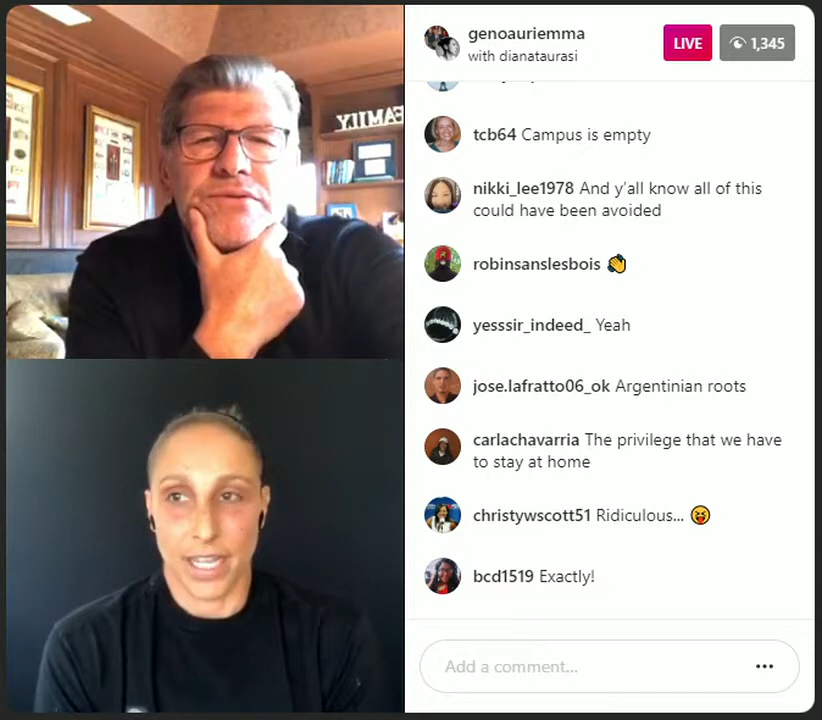 FAMILY
genoauriemma
with dianataurasi
LIVE
1,345
tcb64 Campus is empty
nikki_lee1978 And y’all know all of this
could have been avoided
robinsanslesbois
yesssir_indeed_ Yeah
jose.lafratto06_ok Argentinian roots
carlachavarria The privilege that we have
to stay at home
christywscott51 Ridiculous...
bcd1519 Exactly!
Add a comment...